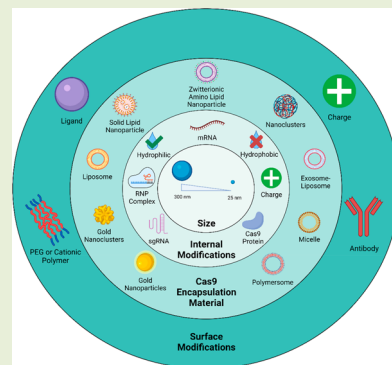 Zwitterionic
Amino Lipid
Nanoparticle
Ligand
Charge
Solid Lipid
Nanoparticle
Nanoclusters
mRNA
Hydrophilic
Hydrophobic
Liposome
Exosome-
Liposome
RNP
RNP
Complex
Charge
300 nm
25 nm
Size
Gold
Nanoclusters
sgRNA
Cas9
Protein
Micelle
Internal
Modifications
PEG or Cationic
Polymer
Antibody
Gold
Nanoparticles
Cas9
Encapsulation
Material
Polymersome
Surface
Modifications